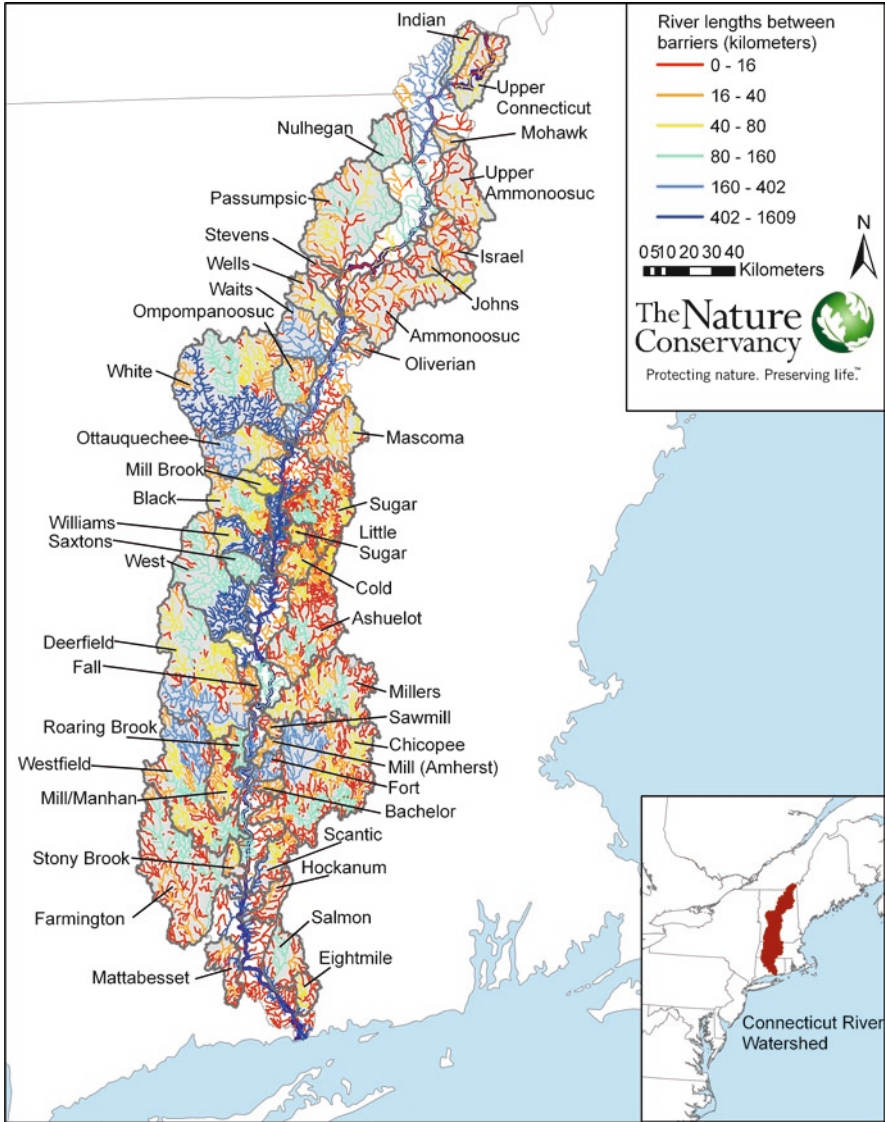 Indian
Upper
Connecticut
Nulhegan
Mohawk
Upper
Ammonoosuc
Passumpsic
Stevens
Israel
Wells
Johns
Waits
Ompompanoosuc
Ammonoosuc
Oliverian
White
Ottauquechee
Mascoma
Mill Brook
Black
Sugar
Williams
Little
Sugar
Saxtons
West
Cold
Ashuelot
Deerfield
Fall
Millers
Sawmill
Roaring Brook
Chicopee
Westfield
Mill (Amherst)
Fort
Mill/Manhan
Bachelor
Scantic
Stony Brook
Hockanum
Farmington
Salmon
Eightmile
Mattabesset
River lengths between
barriers (kilometers)
0 - 16
16 - 40
40 - 80
80 - 160
160 - 402
402 - 1609
N
0 5 10 20 30 40
Kilometers
The Nature
Conservancy
Protecting nature. Preserving life.™
Connecticut River
Watershed